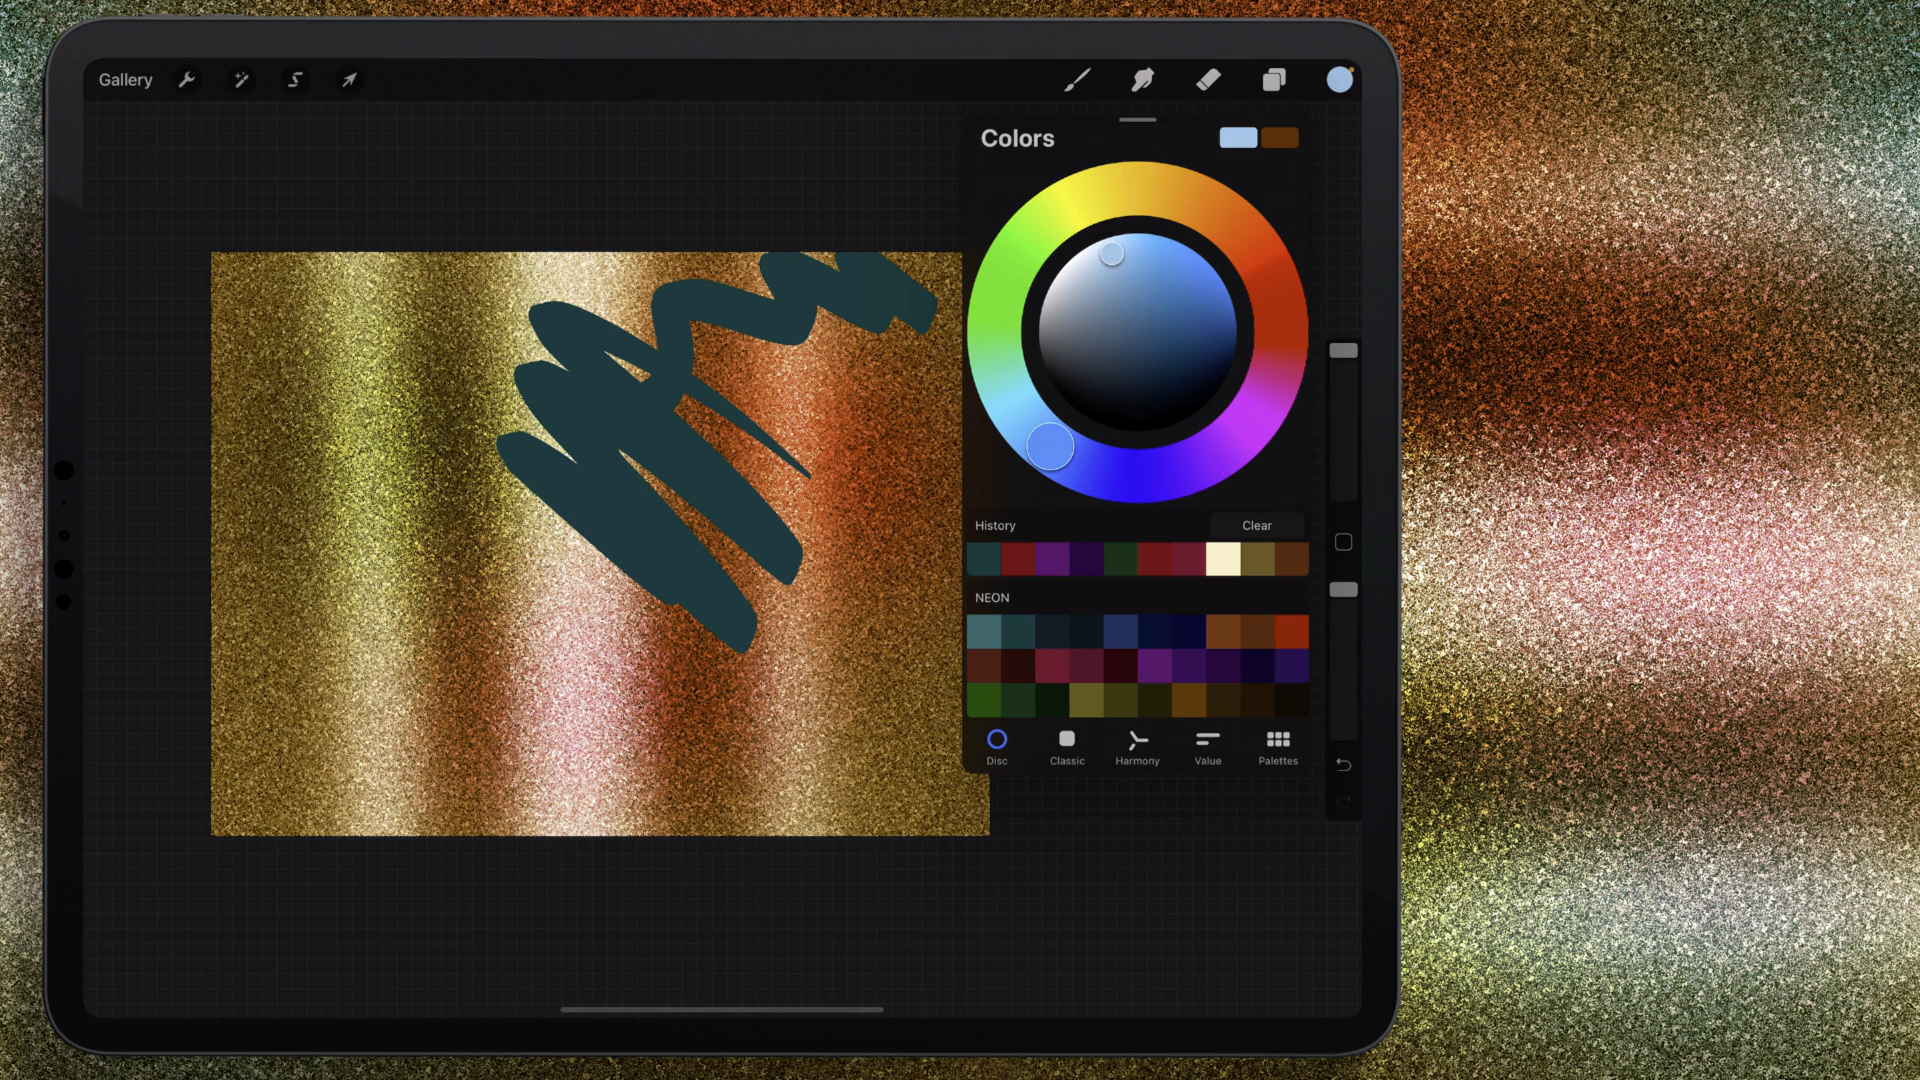 Gallery
Colors
History
Clear
NEON
Disc
Classic
Harmony
Value
Palettes